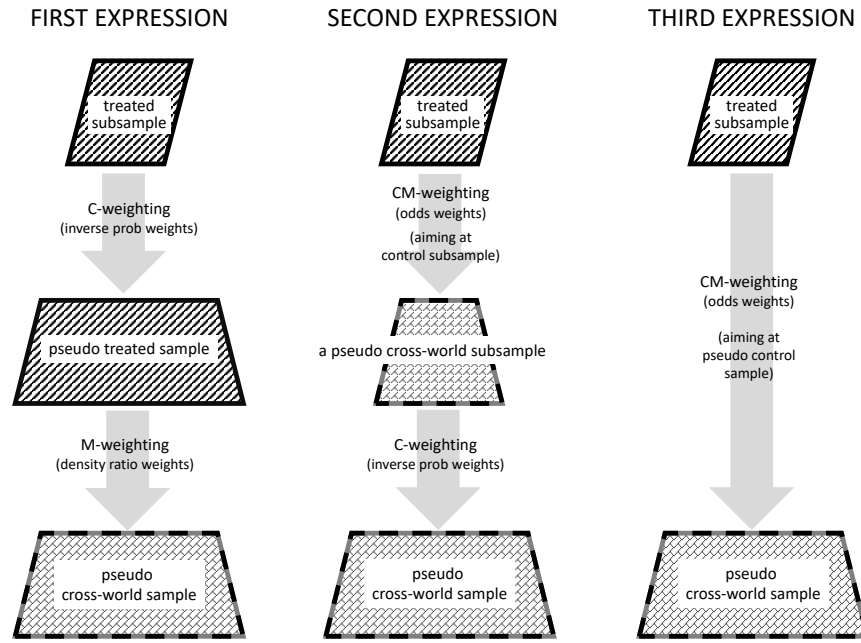 FIRST EXPRESSION
treated
subsample
C-weighting
(inverse prob weights)
pseudo treated sample
M-weighting
(density ratio weights)
pseudo
cross-world sample
SECOND EXPRESSION
treated
subsample
CM-weighting
(odds weights)
(aiming at
control subsample)
a pseudo cross-world subsample
C-weighting
(inverse prob weights)
pseudo
cross-world sample
THIRD EXPRESSION
treated
subsample
CM-weighting
(odds weights)
(aiming at
pseudo control
sample)
pseudo
cross-world sample